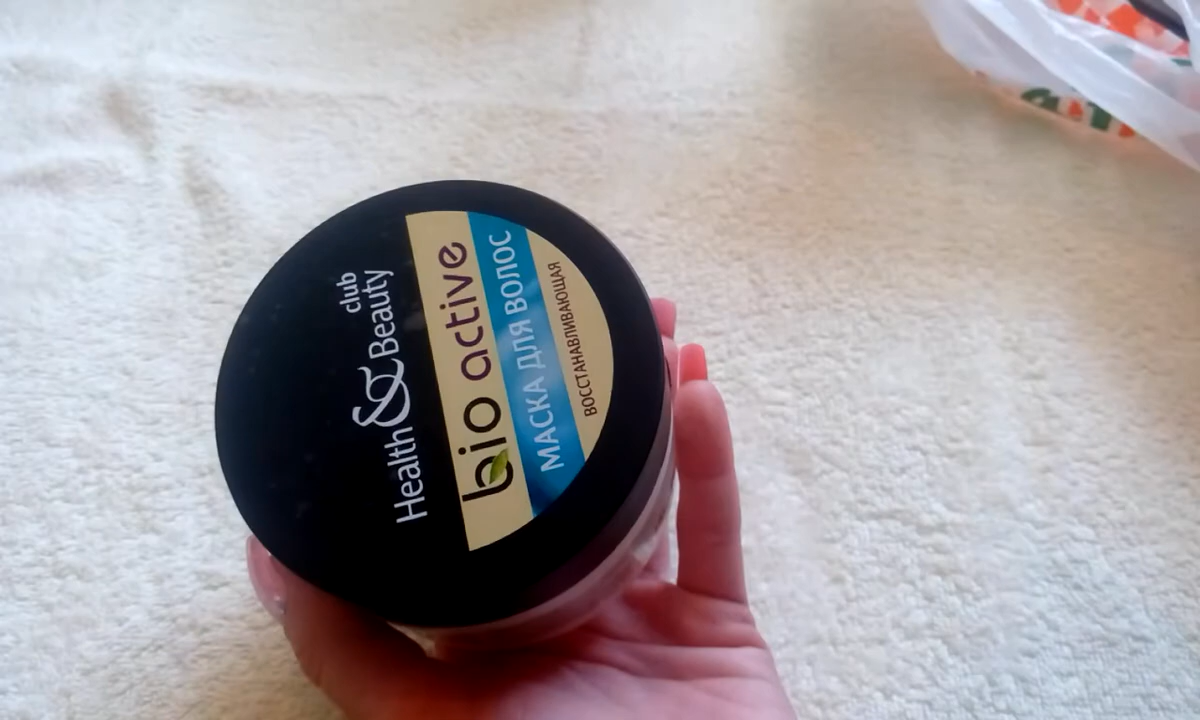 club
Health & Beauty
bio active
МАСКА ДЛЯ ВОЛОС
ВОССТАНАВЛИВАЮЩАЯ